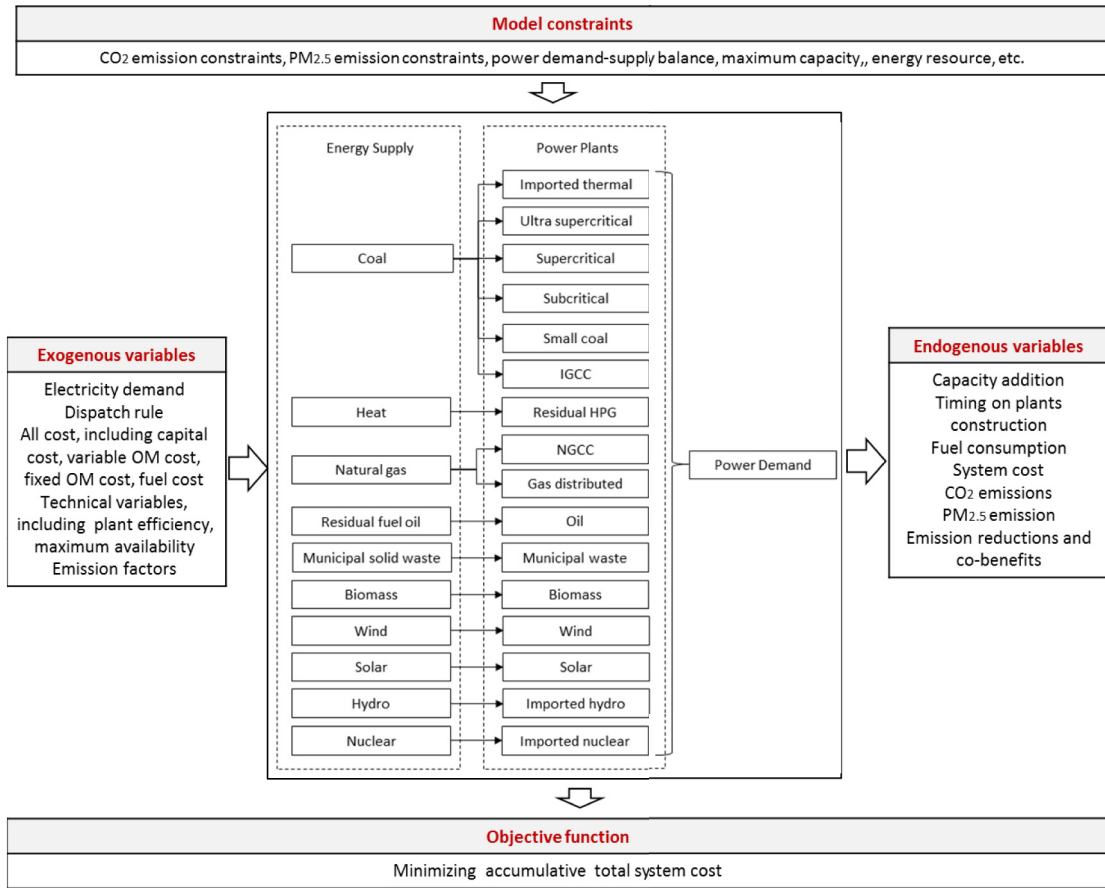 Model constraints
CO2 emission constraints, PM2.5 emission constraints, power demand-supply balance, maximum capacity,, energy resource, etc.
Energy Supply
Power Plants
Imported thermal
Ultra supercritical
Coal
Supercritical
Subcritical
Small coal
IGCC
Heat
Residual HPG
Natural gas
NGCC
Gas distributed
Residual fuel oil
Oil
Municipal solid waste
Municipal waste
Biomass
Biomass
Wind
Wind
Solar
Solar
Hydro
Imported hydro
Nuclear
Imported nuclear
Power Demand
Exogenous variables
Electricity demand
Dispatch rule
All cost, including capital
cost, variable OM cost,
fixed OM cost, fuel cost
Technical variables,
including plant efficiency,
maximum availability
Emission factors
Endogenous variables
Capacity addition
Timing on plants
construction
Fuel consumption
System cost
CO2 emissions
PM2.5 emission
Emission reductions and
co-benefits
Objective function
Minimizing accumulative total system cost